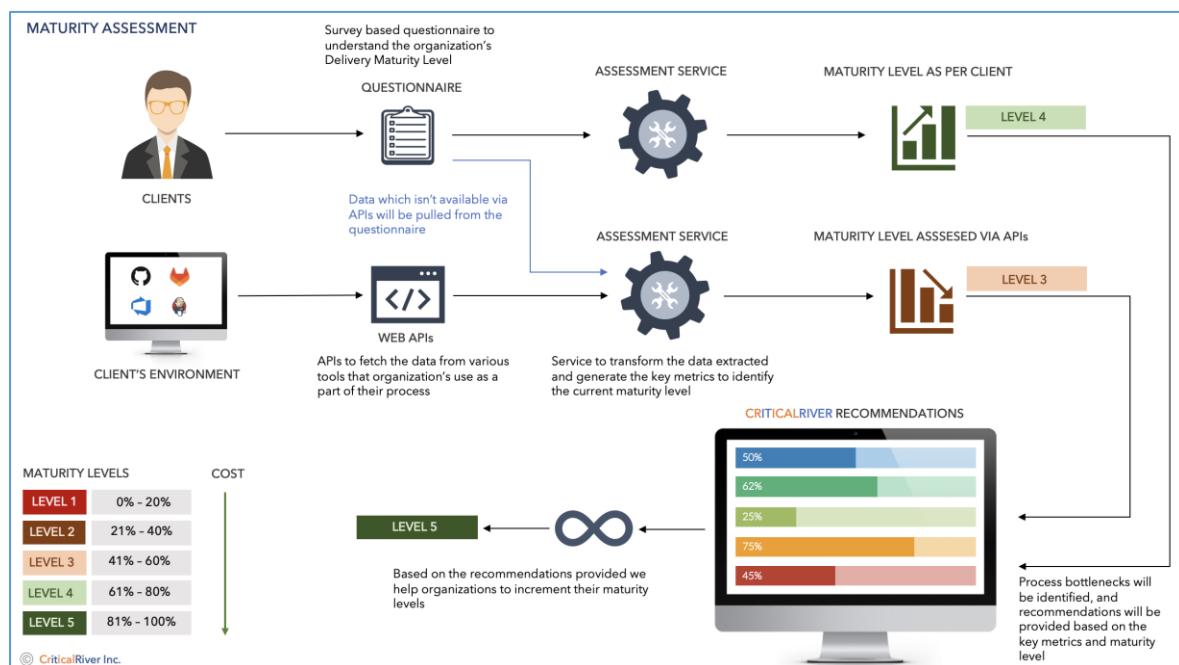 MATURITY ASSESSMENT
Survey based questionnaire to
understand the organization's
Delivery Maturity Level
QUESTIONNAIRE
ASSESSMENT SERVICE
MATURITY LEVEL AS PER CLIENT
LEVEL 4
CLIENTS
Data which isn't available via
APIs will be pulled from the
questionnaire
ASSESSMENT SERVICE
MATURITY LEVEL ASSSESED VIA APIs
LEVEL 3
</>
WEB APIs
CLIENT'S ENVIRONMENT
APIs to fetch the data from various
tools that organization's use as a
part of their process
Service to transform the data extracted
and generate the key metrics to identify
the current maturity level
CRITICALRIVER RECOMMENDATIONS
50%
62%
25%
75%
45%
Process bottlenecks will
be identified, and
recommendations will be
provided based on the
key metrics and maturity
level
LEVEL 5
Based on the recommendations provided we
help organizations to increment their maturity
levels
MATURITY LEVELS
COST
LEVEL 1 0% – 20%
LEVEL 2 21% – 40%
LEVEL 3 41% – 60%
LEVEL 4 61% – 80%
LEVEL 5 81% – 100%
© CriticalRiver Inc.